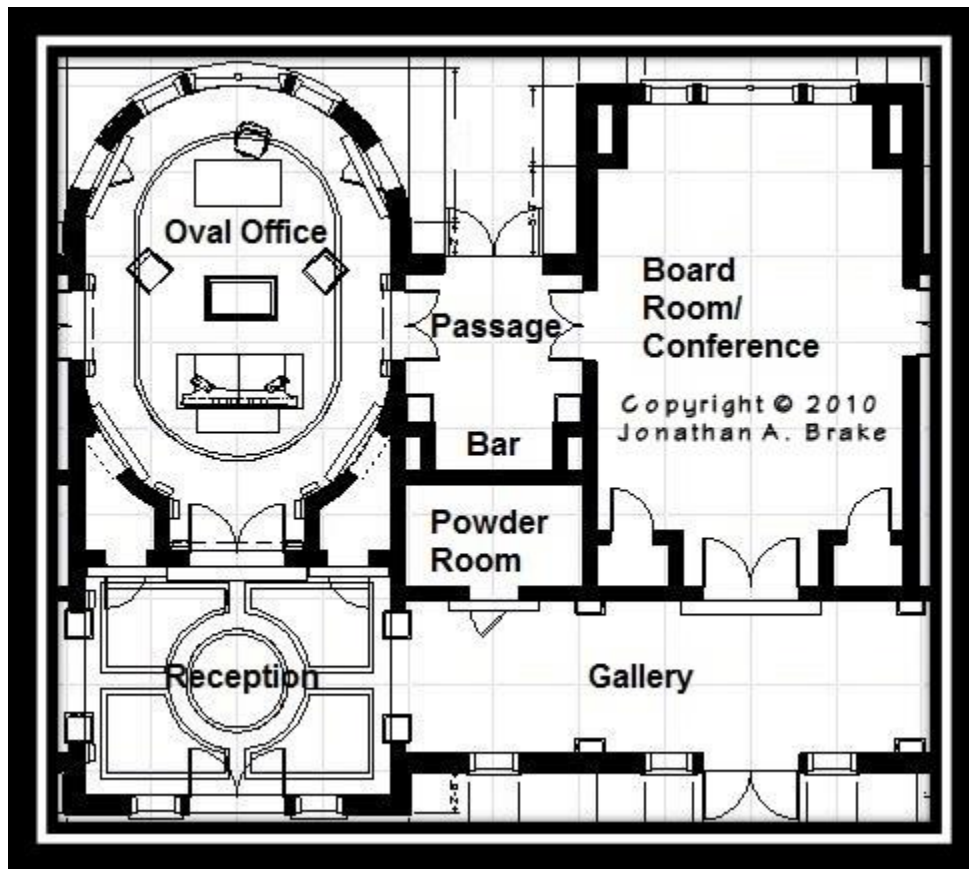 Oval Office
Passage
Board
Room/
Conference
Copyright © 2010
Jonathan A. Brake
Bar
Powder
Room
Reception
Gallery